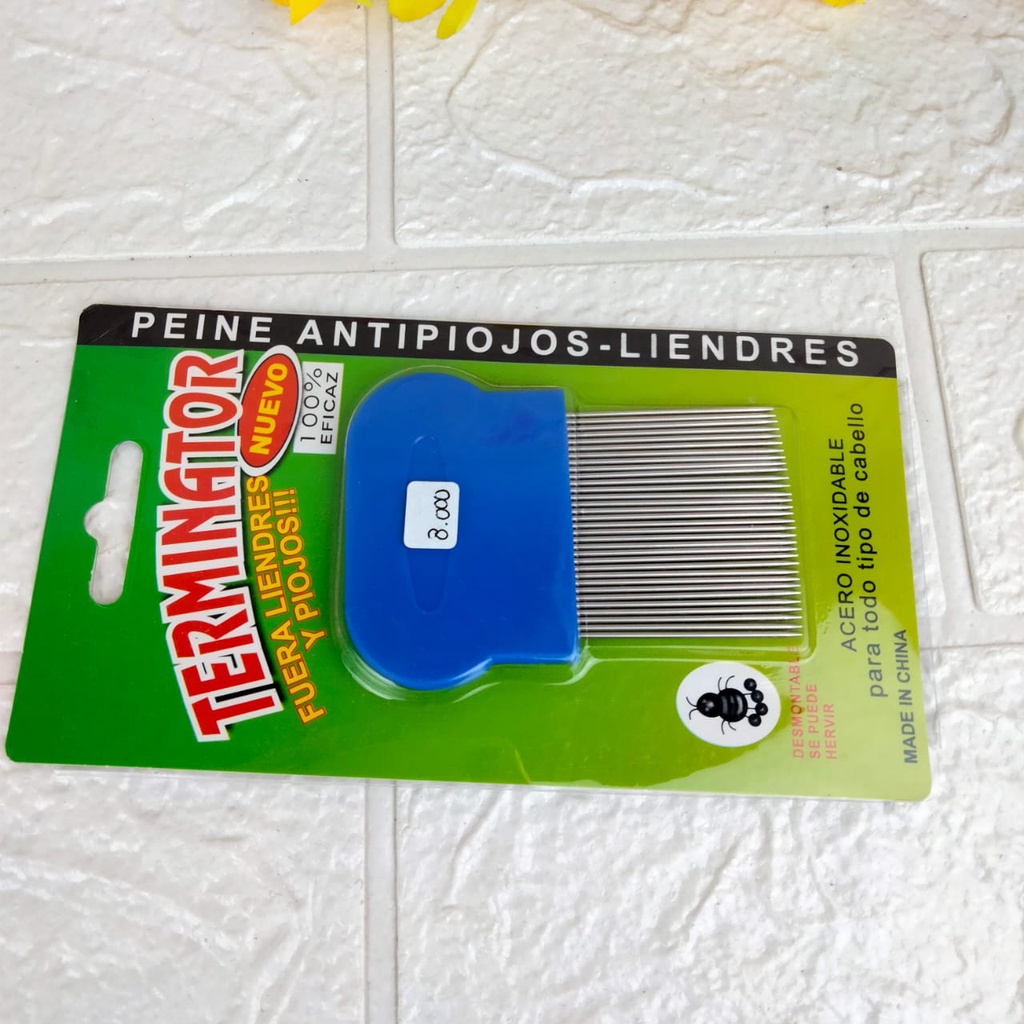 PEINE ANTIPIOJOS-LIENDRES
TERMINATOR
NUEVO
100%
EFICAZ
FUERA LIENDRES
Y PIOJOS!!!
8.000
DESMONTABLE
SE PUEDE
HERVIR
ACERO INOXIDABLE
para todo tipo de cabello
MADE IN CHINA